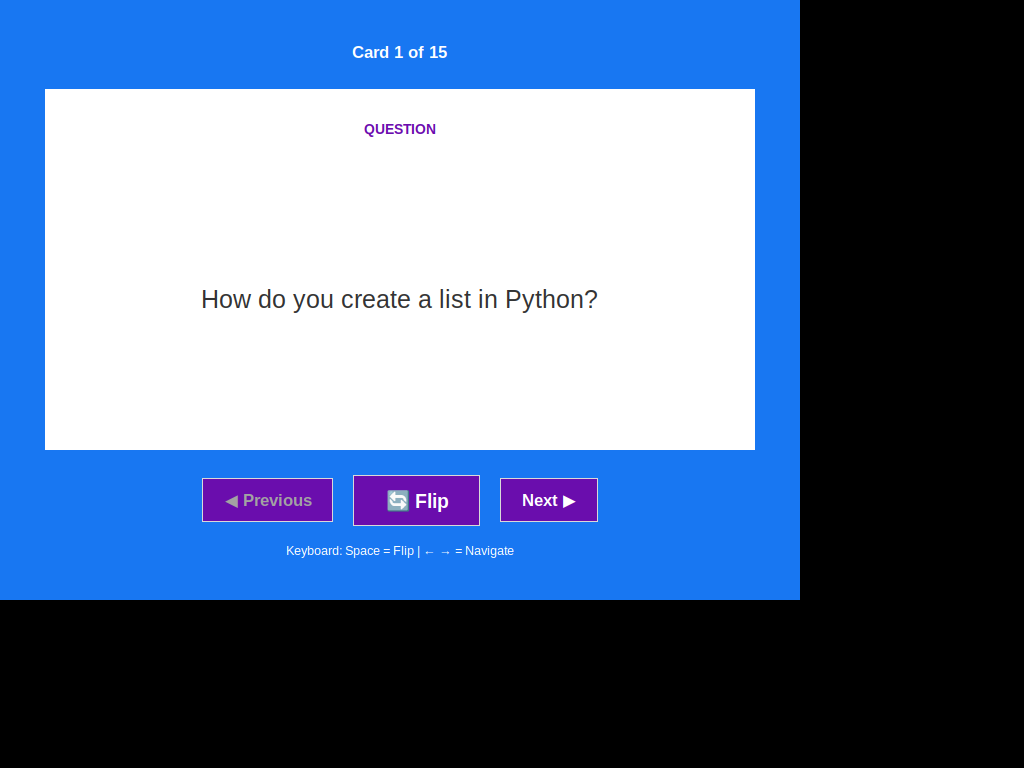 Card 1 of 15
QUESTION
How do you create a list in Python?
◀ Previous
🔄 Flip
Next ▶
Keyboard: Space = Flip | ← → = Navigate